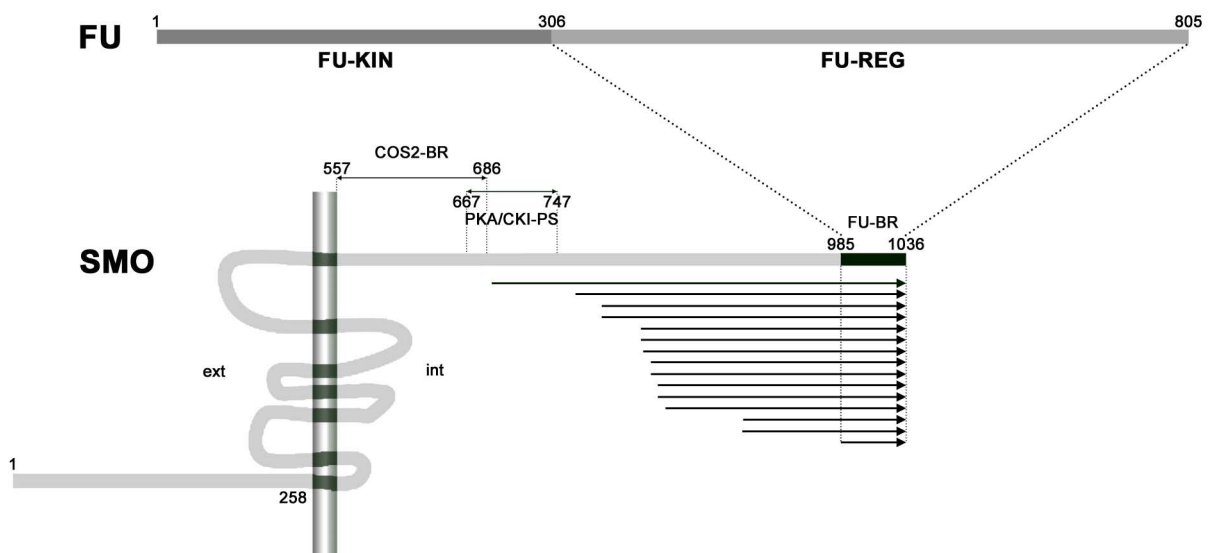 1 306 805
FU
FU-KIN FU-REG
COS2-BR
557 686
667 747
PKA/CKI-PS FU-BR
985 1036
SMO
ext int
1
258